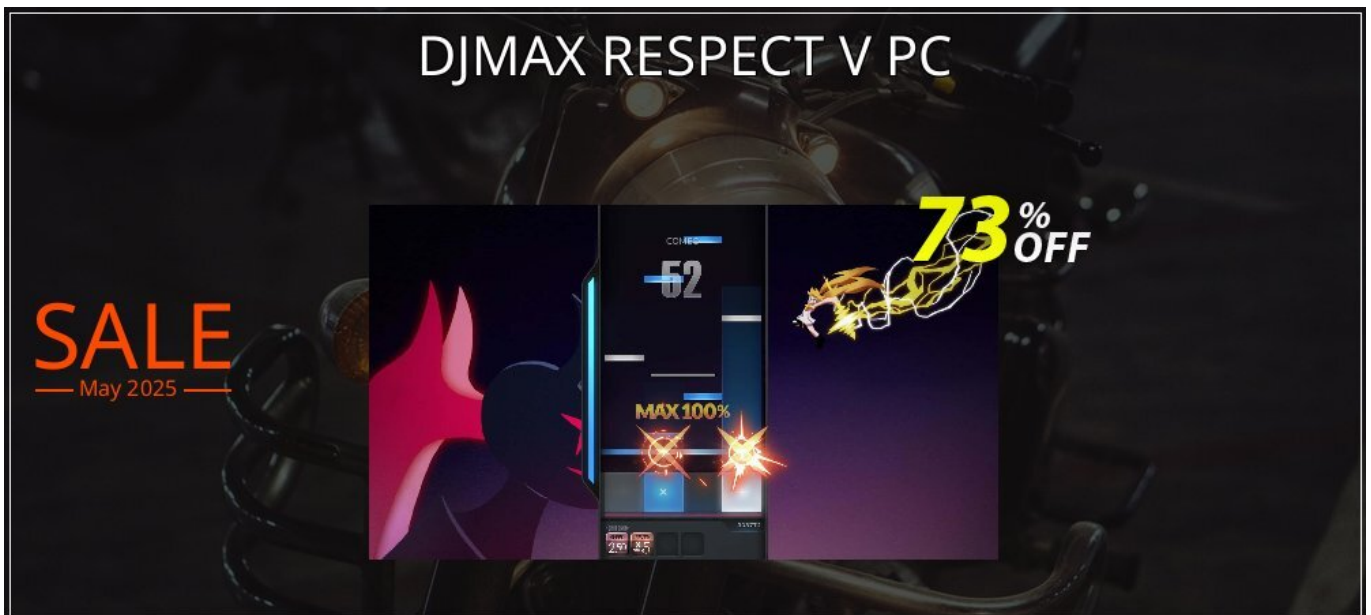 DJMAX RESPECT V PC
73% OFF
SALE
May 2025
COMBO
52
MAX 100%